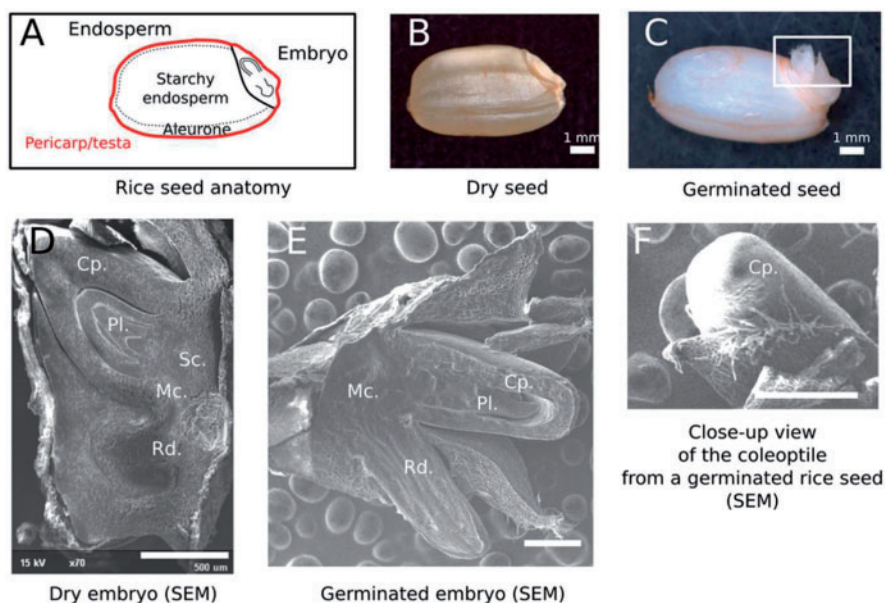 A
Endosperm
Embryo
Starchy
endosperm
Aleurone
Pericarp/testa
Rice seed anatomy
B
1 mm
Dry seed
C
1 mm
Germinated seed
D
Cp.
Pl.
Sc.
Mc.
Rd.
15 kV x70
500 um
Dry embryo (SEM)
E
Mc.
Cp.
Pl.
Rd.
Germinated embryo (SEM)
F
Cp.
Close-up view
of the coleoptile
from a germinated rice seed
(SEM)